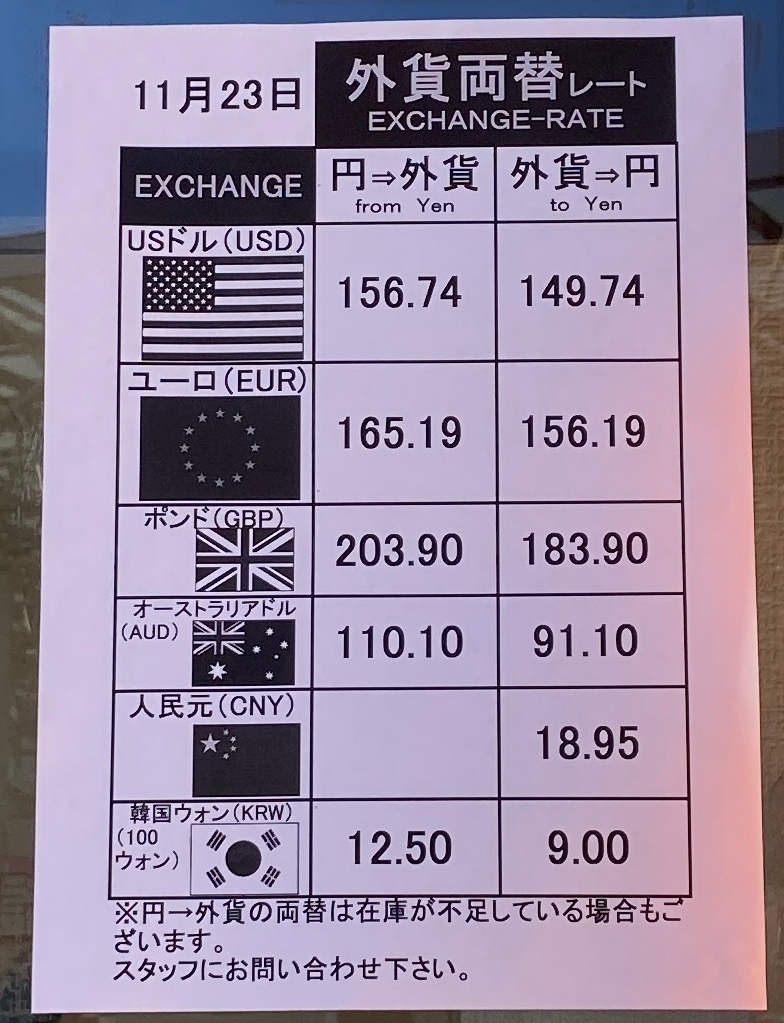 11月23日
外貨両替レート
EXCHANGE-RATE
EXCHANGE
円⇒外貨
from Yen
外貨⇒円
to Yen
USドル(USD)
156.74
149.74
ユーロ(EUR)
165.19
156.19
ポンド(GBP)
203.90
183.90
オーストラリアドル
(AUD)
110.10
91.10
人民元(CNY)
18.95
韓国ウォン(KRW)
(100
ウォン)
12.50
9.00
※円→外貨の両替は在庫が不足している場合もご
ざいます。
スタッフにお問い合わせ下さい。